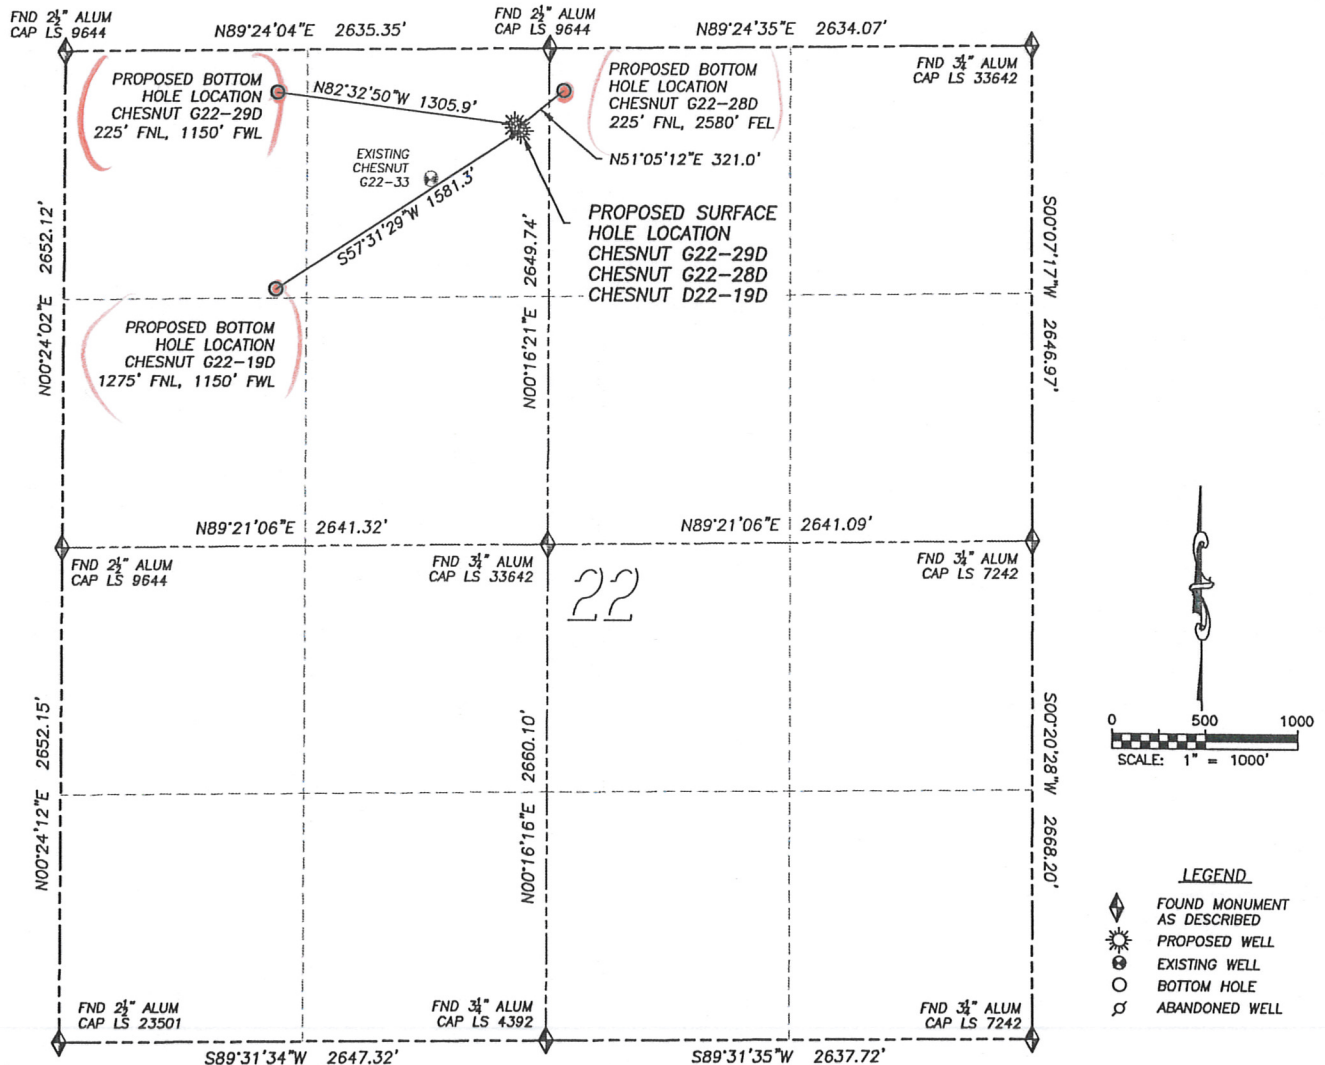 FND 2½" ALUM
CAP LS 9644
N89°24'04"E 2635.35'
FND 2½" ALUM
CAP LS 9644
N89°24'35"E 2634.07'
FND 3¼" ALUM
CAP LS 33642
PROPOSED BOTTOM
HOLE LOCATION
CHESNUT G22-29D
225' FNL, 1150' FWL
N82°32'50"W 1305.9'
PROPOSED BOTTOM
HOLE LOCATION
CHESNUT G22-28D
225' FNL, 2580' FEL
N51°05'12"E 321.0'
EXISTING
CHESNUT
G22-33
S57°31'29"W 1581.3'
PROPOSED SURFACE
HOLE LOCATION
CHESNUT G22-29D
CHESNUT G22-28D
CHESNUT D22-19D
N00°24'02"E 2652.12'
N00°16'21"E 2649.74'
S00°07'17"W 2646.97'
PROPOSED BOTTOM
HOLE LOCATION
CHESNUT G22-19D
1275' FNL, 1150' FWL
N89°21'06"E 2641.32'
N89°21'06"E 2641.09'
FND 2½" ALUM
CAP LS 9644
FND 3¼" ALUM
CAP LS 33642
FND 3¼" ALUM
CAP LS 7242
22
N00°24'12"E 2652.15'
N00°16'16"E 2660.10'
S00°20'28"W 2668.20'
0 500 1000
SCALE: 1" = 1000'
LEGEND
FOUND MONUMENT
AS DESCRIBED
PROPOSED WELL
EXISTING WELL
BOTTOM HOLE
ABANDONED WELL
FND 2½" ALUM
CAP LS 23501
FND 3¼" ALUM
CAP LS 4392
FND 3¼" ALUM
CAP LS 7242
S89°31'34"W 2647.32'
S89°31'35"W 2637.72'